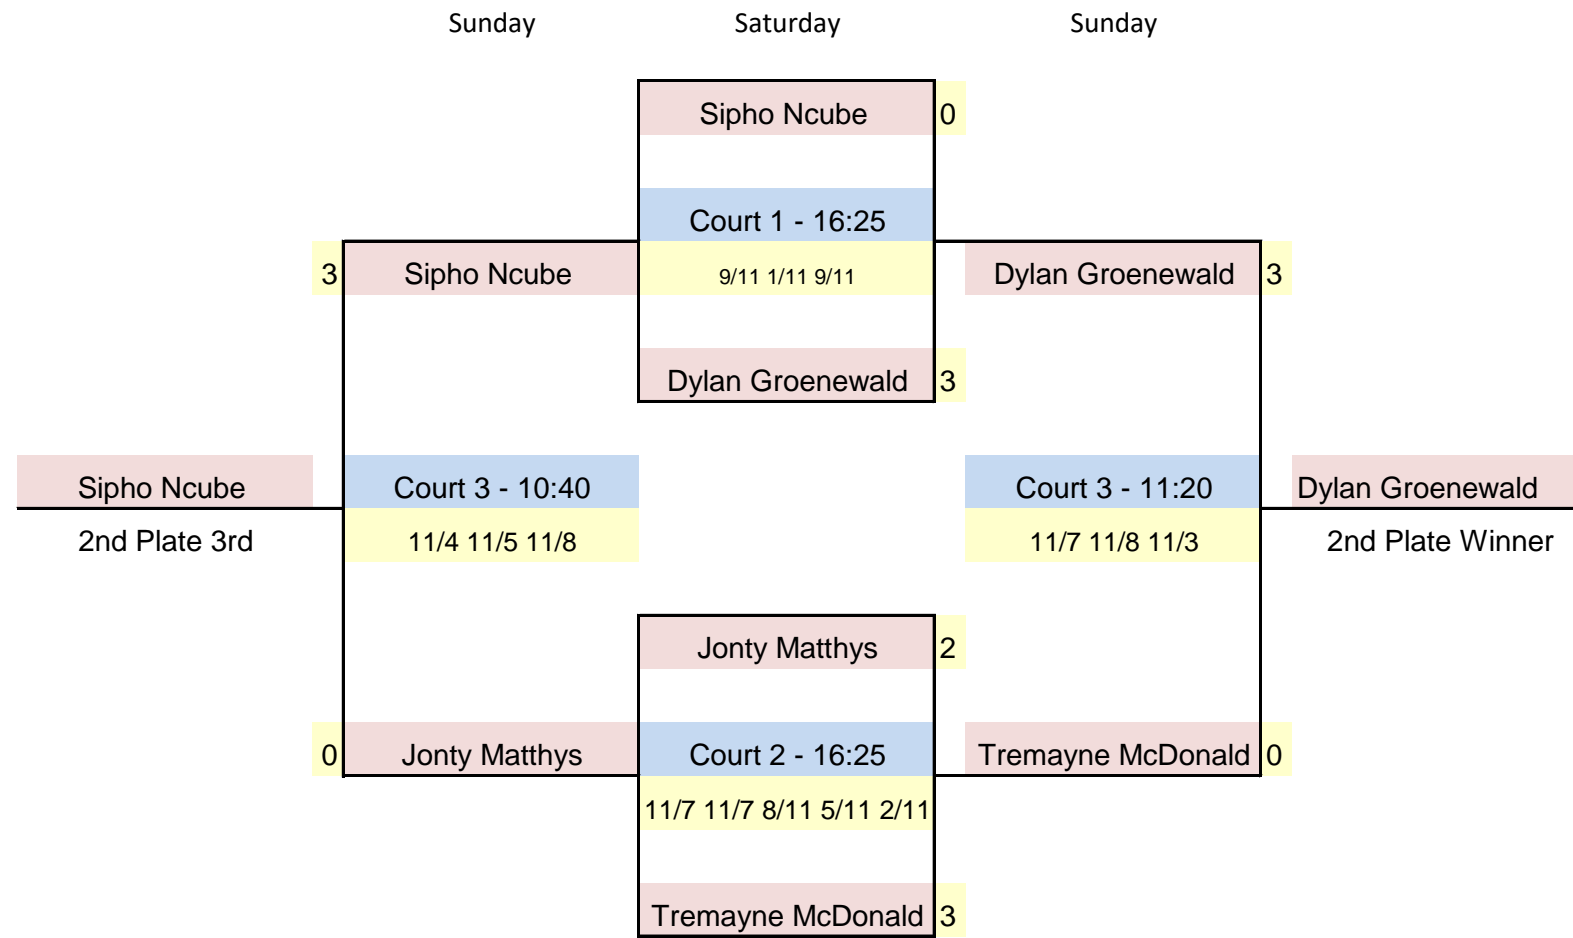 Sunday Saturday Sunday
Sipho Ncube 0
Court 1 - 16:25
3 Sipho Ncube 9/11 1/11 9/11 Dylan Groenewald 3
Dylan Groenewald 3
Sipho Ncube Court 3 - 10:40 Court 3 - 11:20 Dylan Groenewald
2nd Plate 3rd 11/4 11/5 11/8 11/7 11/8 11/3 2nd Plate Winner
Jonty Matthys 2
0 Jonty Matthys Court 2 - 16:25 Tremayne McDonald 0
11/7 11/7 8/11 5/11 2/11
Tremayne McDonald 3